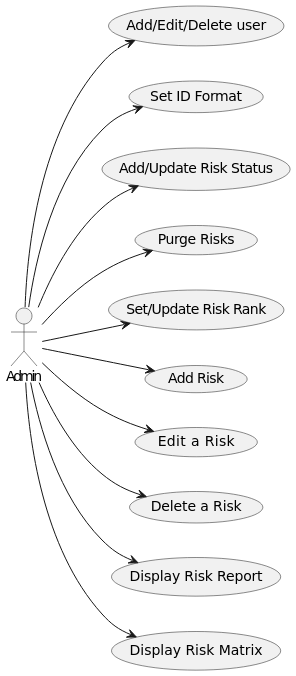 Add/Edit/Delete user
Set ID Format
Add/Update Risk Status
Purge Risks
Set/Update Risk Rank
Admin
Add Risk
Edit a Risk
Delete a Risk
Display Risk Report
Display Risk Matrix